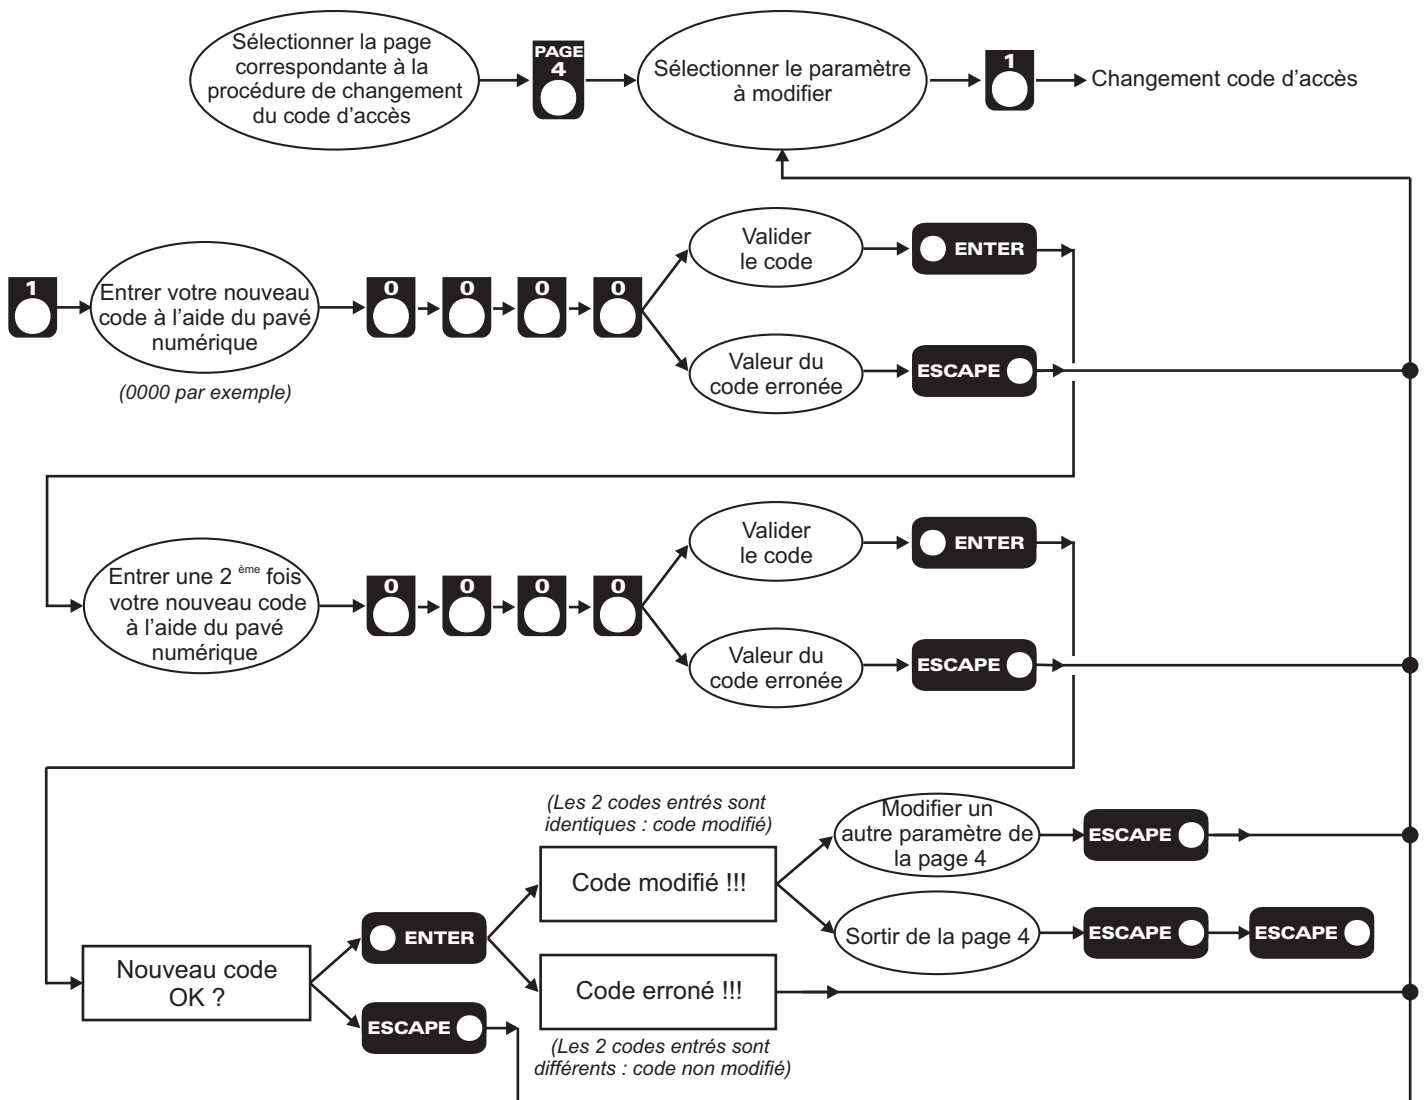 Sélectionner la page
correspondante à la
procédure de changement
du code d'accès
PAGE
4
Sélectionner le paramètre
à modifier
1
Changement code d'accès
1
Entrer votre nouveau
code à l'aide du pavé
numérique
(0000 par exemple)
0
0
0
0
Valider
le code
ENTER
Valeur du
code erronée
ESCAPE
Entrer une 2 ème fois
votre nouveau code
à l'aide du pavé
numérique
0
0
0
0
Valider
le code
ENTER
Valeur du
code erronée
ESCAPE
Nouveau code
OK ?
ENTER
ESCAPE
(Les 2 codes entrés sont
identiques : code modifié)
Code modifié !!!
Code erroné !!!
(Les 2 codes entrés sont
différents : code non modifié)
Modifier un
autre paramètre de
la page 4
ESCAPE
Sortir de la page 4
ESCAPE
ESCAPE